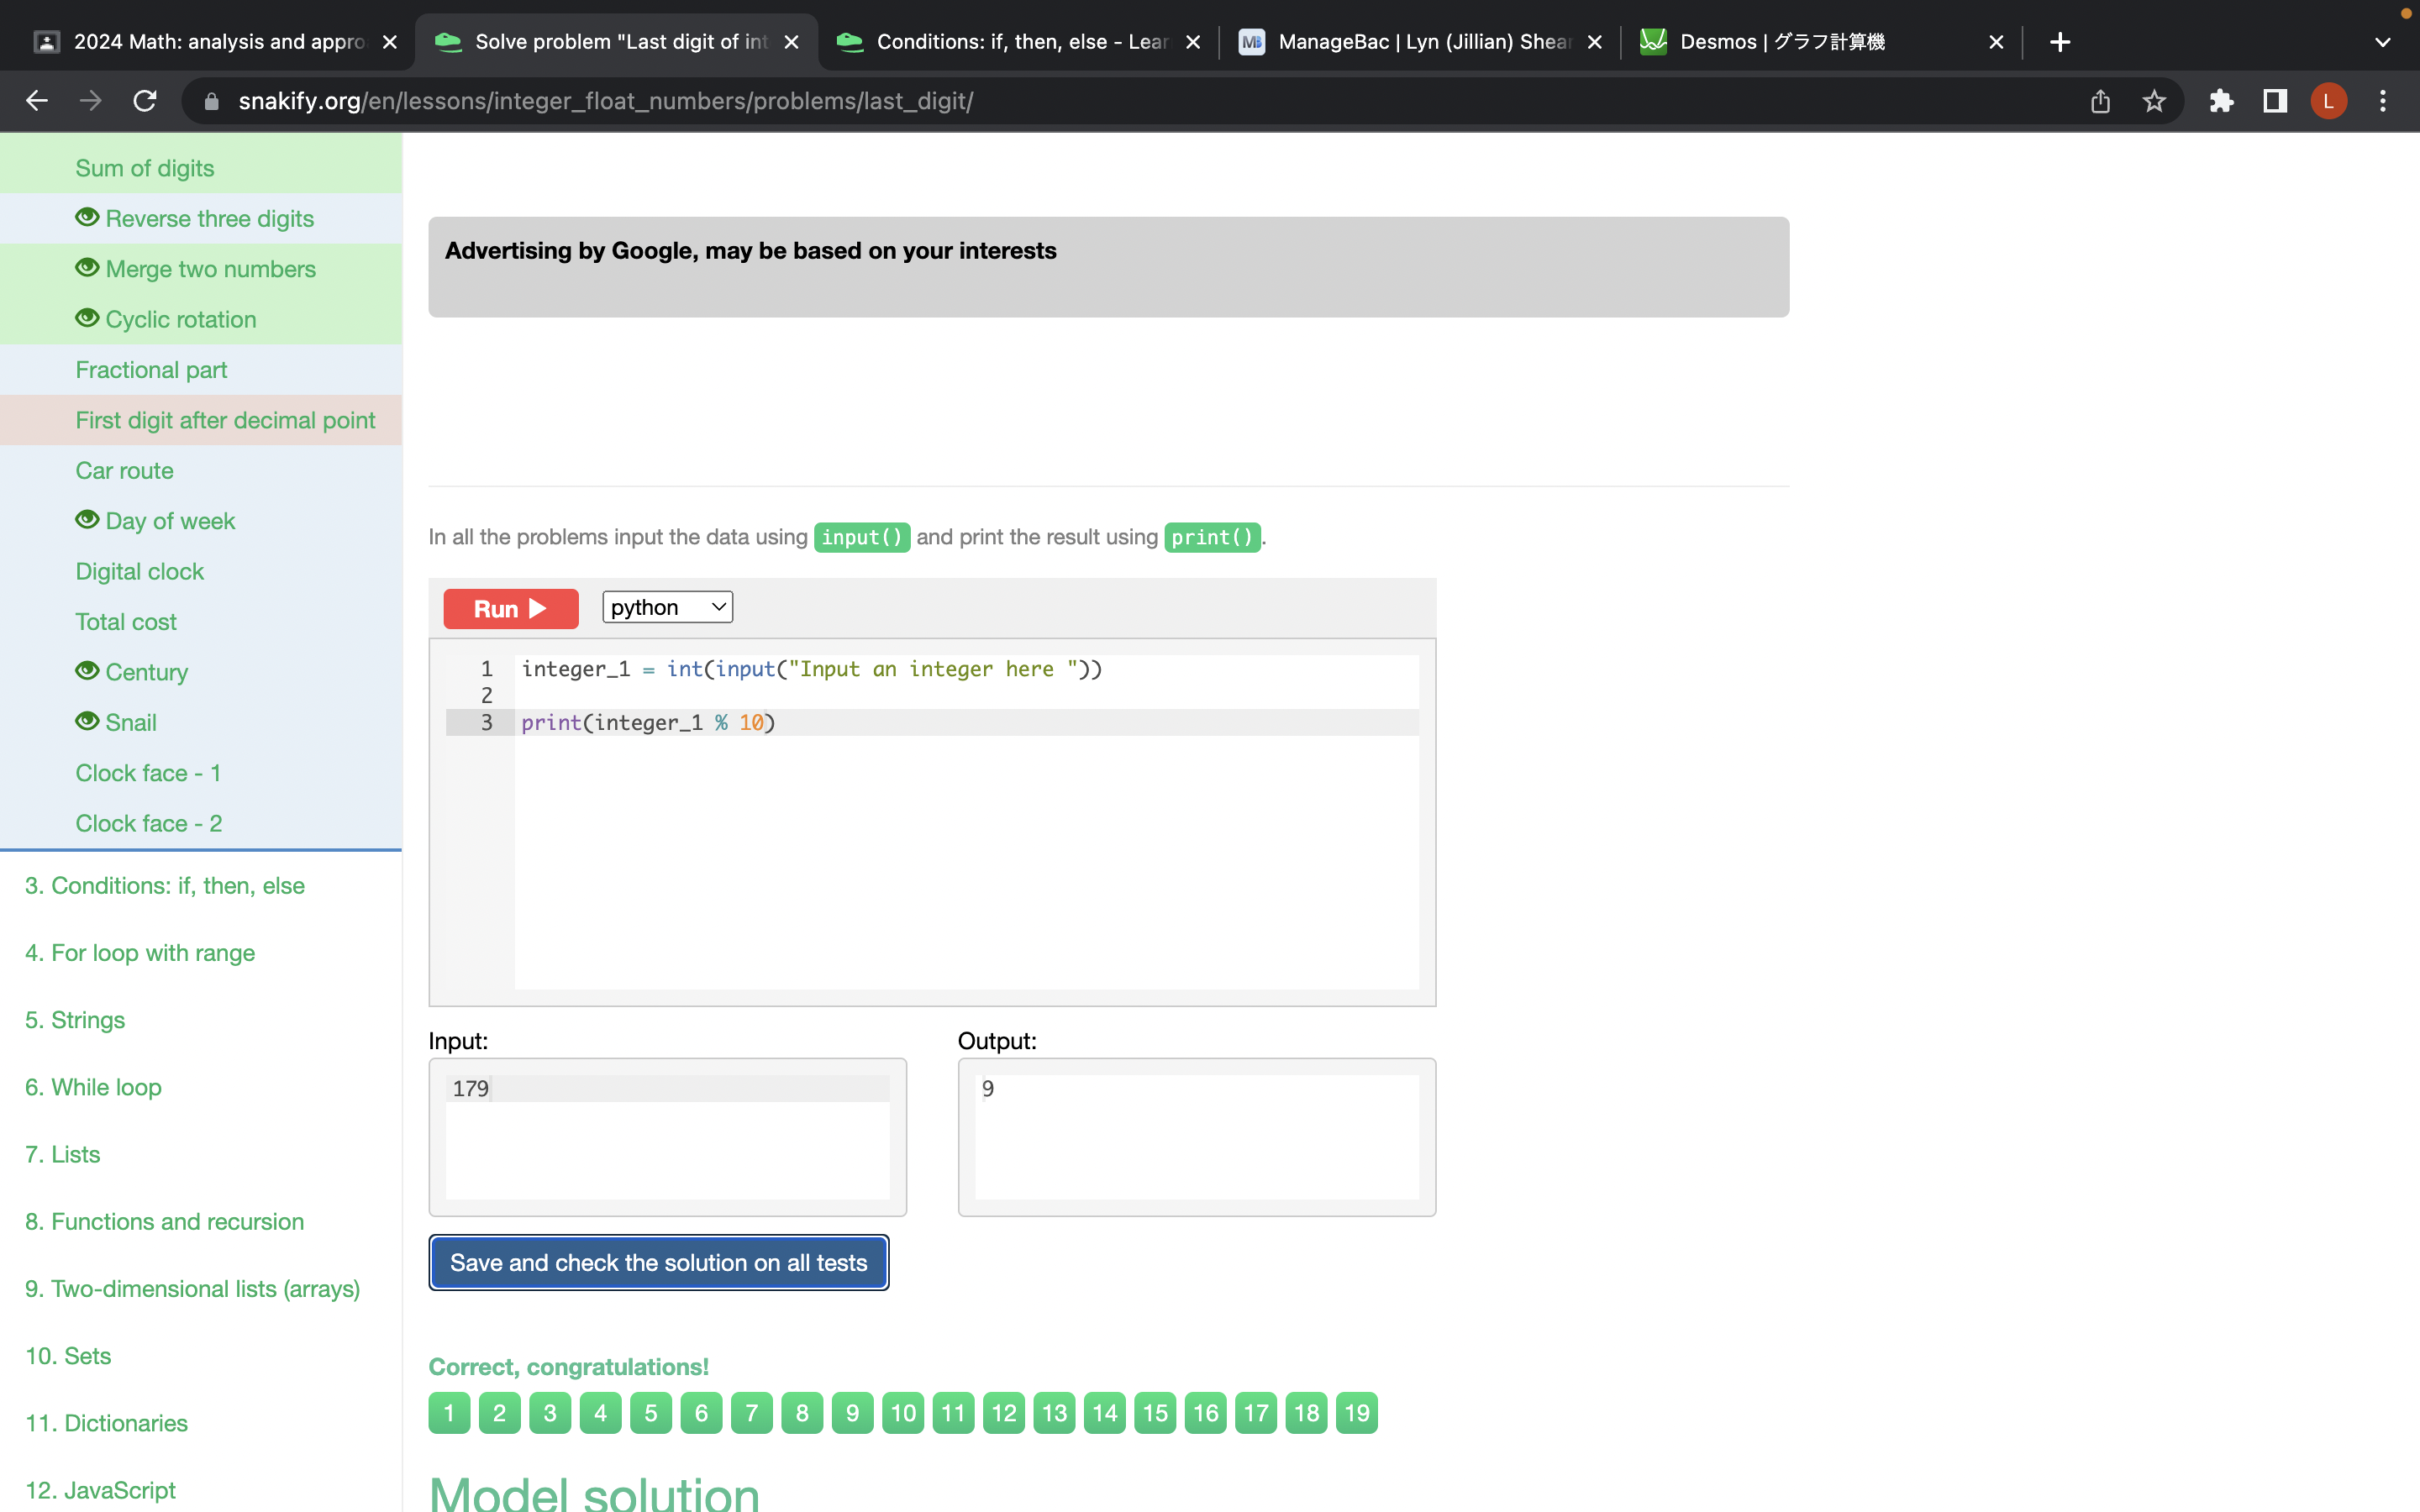 2024 Math: analysis and appro
Solve problem "Last digit of int
Conditions: if, then, else - Lear
MB ManageBac | Lyn (Jillian) Shear
Desmos | グラフ計算機
snakify.org/en/lessons/integer_float_numbers/problems/last_digit/
L
Sum of digits
Reverse three digits
Merge two numbers
Cyclic rotation
Fractional part
First digit after decimal point
Car route
Day of week
Digital clock
Total cost
Century
Snail
Clock face - 1
Clock face - 2
3. Conditions: if, then, else
4. For loop with range
5. Strings
6. While loop
7. Lists
8. Functions and recursion
9. Two-dimensional lists (arrays)
10. Sets
11. Dictionaries
12. JavaScript
Advertising by Google, may be based on your interests
In all the problems input the data using input() and print the result using print().
Run python
1 integer_1 = int(input("Input an integer here "))
2
3 print(integer_1 % 10)
Input:
179
Output:
9
Save and check the solution on all tests
Correct, congratulations!
1 2 3 4 5 6 7 8 9 10 11 12 13 14 15 16 17 18 19
Model solution